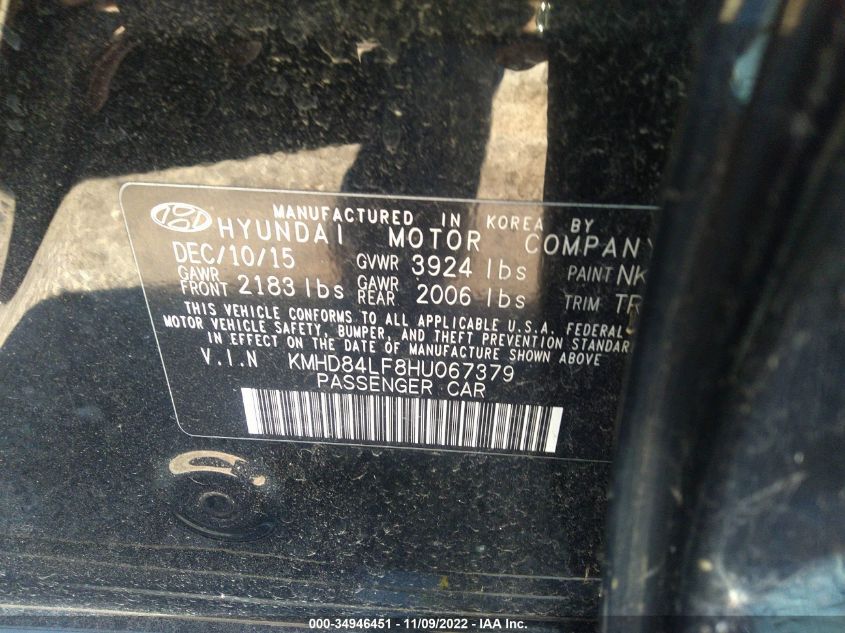 MANUFACTURED IN KOREA BY
HYUNDAI MOTOR COMPANY
DEC/10/15 GVWR 3924 lbs PAINT NK
GAWR FRONT 2183 lbs GAWR REAR 2006 lbs TRIM TR
THIS VEHICLE CONFORMS TO ALL APPLICABLE U.S.A. FEDERAL
MOTOR VEHICLE SAFETY, BUMPER, AND THEFT PREVENTION STANDAR
IN EFFECT ON THE DATE OF MANUFACTURE SHOWN ABOVE
V.I.N KMHD84LF8HU067379
PASSENGER CAR
000-34946451 - 11/09/2022 - IAA Inc.